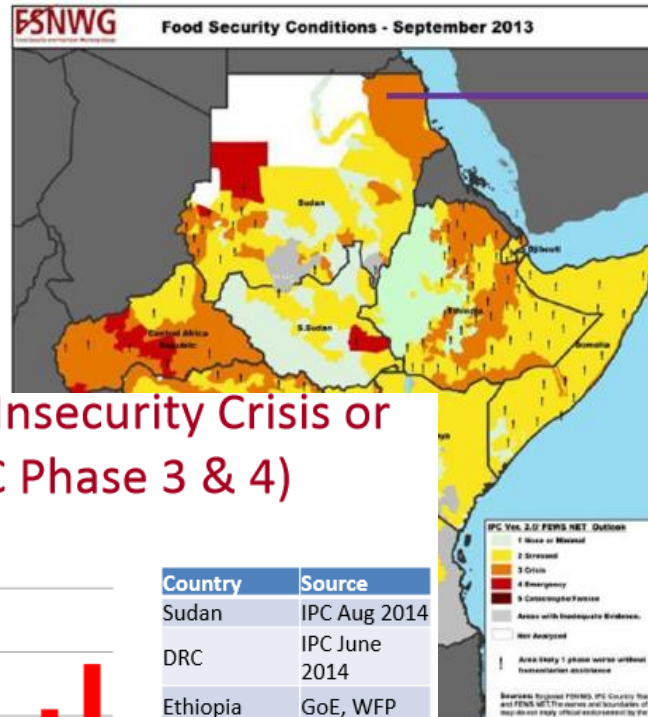 FSNWG
Food Security Conditions - September 2013
Sudan
Djibouti
Ethiopia
Central Africa
Republic
S.Sudan
Somalia
Insecurity Crisis or
Phase 3 & 4)
IPC Ver. 2.0/ FEWS NET Outlook
1 None or Minimal
2 Stressed
3 Crisis
4 Emergency
5 Catastrophe/Famine
Areas with Inadequate Evidence.
Not Analyzed
! Area likely 1 phase worse without
humanitarian assistance
Country Source
Sudan IPC Aug 2014
DRC IPC June
2014
Ethiopia GoE, WFP